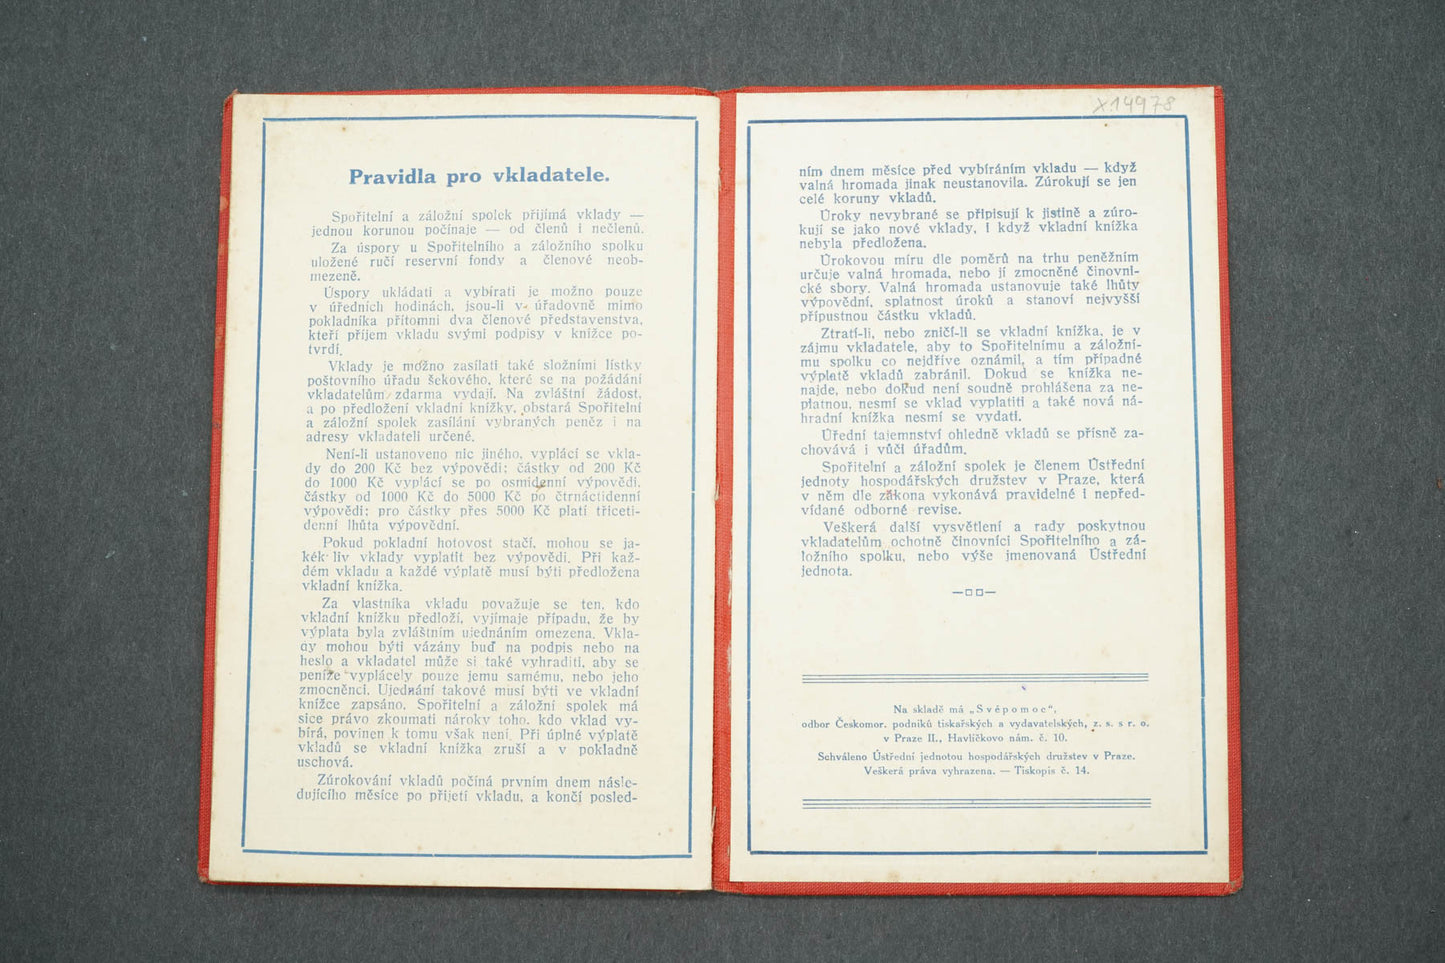 Pravidla pro vkladatele.
Spořitelní a záložní spolek přijímá vklady —
jednou korunou počínaje — od členů i nečlenů.
Za úspory u Spořitelního a záložního spolku
uložené ručí reservní fondy a členové neob-
mezeně.
Úspory ukládati a vybírati je možno pouze
v úředních hodinách, jsou-li v úřadovně mimo
pokladníka přítomni dva členové představenstva,
kteří příjem vkladu svými podpisy v knížce po-
tvrdí.
Vklady je možno zasílati také složními lístky
poštovního úřadu šekového, které se na požádání
vkladatelům zdarma vydají. Na zvláštní žádost,
a po předložení vkladní knížky, obstará Spořitelní
a záložní spolek zasílání vybraných peněz i na
adresy vkladateli určené.
Není-li ustanoveno nic jiného, vyplácí se vkla-
dy do 200 Kč bez výpovědi; částky od 200 Kč
do 1000 Kč vyplácí se po osmidenní výpovědi,
částky od 1000 Kč do 5000 Kč po čtrnáctidenní
výpovědi; pro částky přes 5000 Kč platí třiceti-
denní lhůta výpovědní.
Pokud pokladní hotovost stačí, mohou se ja-
kék liv vklady vyplatit bez výpovědi. Při kaž-
dém vkladu a každé výplatě musí býti předložena
vkladní knížka.
Za vlastníka vkladu považuje se ten, kdo
vkladní knížku předloží, vyjímaje případu, že by
výplata byla zvláštním ujednáním omezena. Vkla-
dy mohou býti vázány buď na podpis nebo na
heslo a vkladatel může si také vyhraditi, aby se
peníze vyplácely pouze jemu samému, nebo jeho
zmocněnci. Ujednání takové musí býti ve vkladní
knížce zapsáno. Spořitelní a záložní spolek má
sice právo zkoumati nároky toho, kdo vklad vy-
bírá, povinen k tomu však není. Při úplné výplatě
vkladů se vkladní knížka zruší a v pokladně
uschová.
Zúrokování vkladů počíná prvním dnem násle-
dujícího měsíce po přijetí vkladu, a končí posled-
ním dnem měsíce před vybíráním vkladu — když
valná hromada jinak neustanovila. Zúrokují se jen
celé koruny vkladů.
Úroky nevybrané se připisují k jistině a zúro-
kují se jako nové vklady, i když vkladní knížka
nebyla předložena.
Úrokovou míru dle poměrů na trhu peněžním
určuje valná hromada, nebo jí zmocněné činovni-
cké sbory. Valná hromada ustanovuje také lhůty
výpovědní, splatnost úroků a stanoví nejvyšší
přípustnou částku vkladů.
Ztratí-li, nebo zničí-li se vkladní knížka, je v
zájmu vkladatele, aby to Spořitelnímu a záložní-
mu spolku co nejdříve oznámil, a tím případné
výplatě vkladů zabránil. Dokud se knížka ne-
najde, nebo dokud není soudně prohlášena za ne-
platnou, nesmí se vklad vyplatiti a také nová ná-
hradní knížka nesmí se vydati.
Úřední tajemství ohledně vkladů se přísně za-
chovává i vůči úřadům.
Spořitelní a záložní spolek je členem Ústřední
jednoty hospodářských družstev v Praze, která
v něm dle zákona vykonává pravidelné i nepřed-
vídané odborné revise.
Veškerá další vysvětlení a rady poskytnou
vkladatelům ochotně činovníci Spořitelního a zá-
ložního spolku, nebo výše jmenovaná Ústřední
jednota.
Na skladě má „Svépomoc",
odbor Českomor. podniků tiskařských a vydavatelských, z. s. s r. o.
v Praze II., Havlíčkovo nám. č. 10.
Schváleno Ústřední jednotou hospodářských družstev v Praze.
Veškerá práva vyhrazena. — Tiskopis č. 14.
X14978